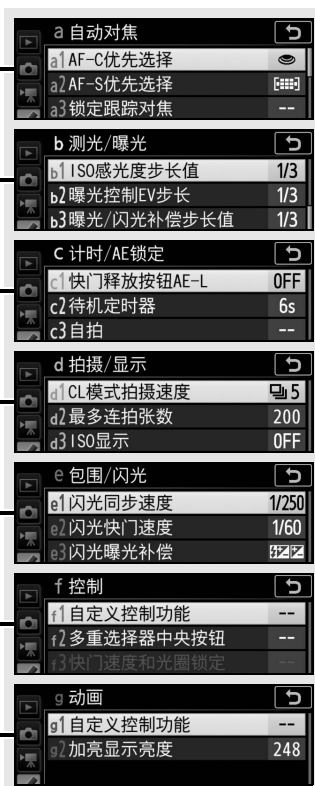 a 自动对焦
a1 AF-C优先选择
a2 AF-S优先选择
a3 锁定跟踪对焦 --
b 测光/曝光
b1 ISO感光度步长值 1/3
b2 曝光控制EV步长 1/3
b3 曝光/闪光补偿步长值 1/3
c 计时/AE锁定
c1 快门释放按钮AE-L OFF
c2 待机定时器 6s
c3 自拍 --
d 拍摄/显示
d1 CL模式拍摄速度 5
d2 最多连拍张数 200
d3 ISO显示 OFF
e 包围/闪光
e1 闪光同步速度 1/250
e2 闪光快门速度 1/60
e3 闪光曝光补偿
f 控制
f1 自定义控制功能 --
f2 多重选择器中央按钮 --
f3 快门速度和光圈锁定 --
g 动画
g1 自定义控制功能 --
g2 加亮显示亮度 248